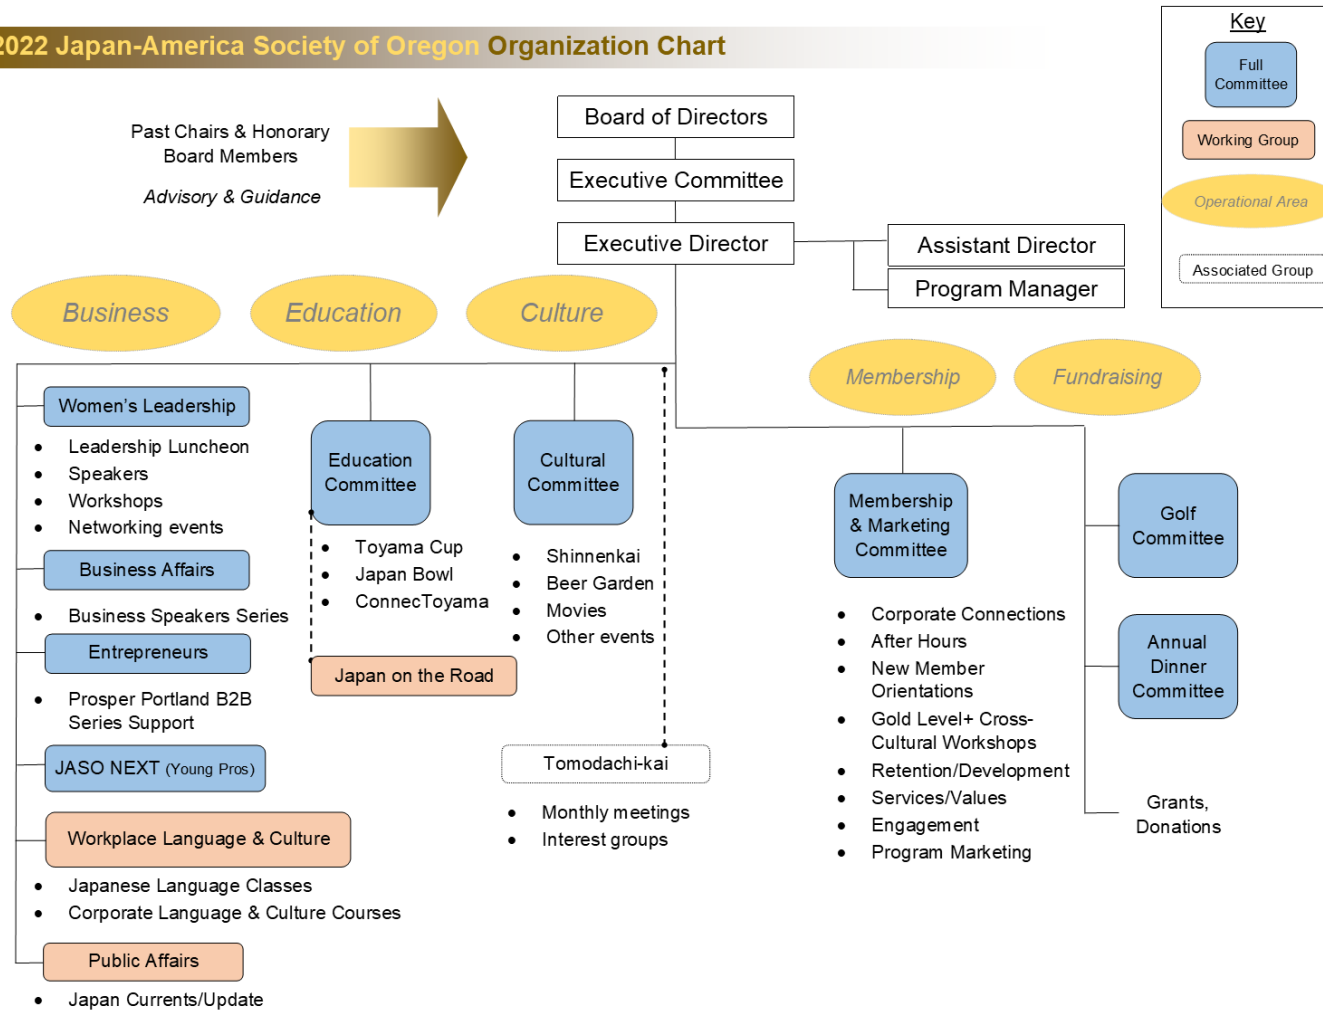 2022 Japan-America Society of Oregon Organization Chart
Key
Full
Committee
Working Group
Operational Area
Associated Group
Past Chairs & Honorary
Board Members
Advisory & Guidance
Board of Directors
Executive Committee
Executive Director
Assistant Director
Program Manager
Business
Education
Culture
Membership
Fundraising
Women's Leadership
• Leadership Luncheon
• Speakers
• Workshops
• Networking events
Business Affairs
• Business Speakers Series
Entrepreneurs
• Prosper Portland B2B
Series Support
JASO NEXT (Young Pros)
Workplace Language & Culture
• Japanese Language Classes
• Corporate Language & Culture Courses
Public Affairs
• Japan Currents/Update
Education
Committee
• Toyama Cup
• Japan Bowl
• ConnecToyama
Japan on the Road
Cultural
Committee
• Shinnenkai
• Beer Garden
• Movies
• Other events
Tomodachi-kai
• Monthly meetings
• Interest groups
Membership
& Marketing
Committee
• Corporate Connections
• After Hours
• New Member
Orientations
• Gold Level+ Cross-
Cultural Workshops
• Retention/Development
• Services/Values
• Engagement
• Program Marketing
Golf
Committee
Annual
Dinner
Committee
Grants,
Donations